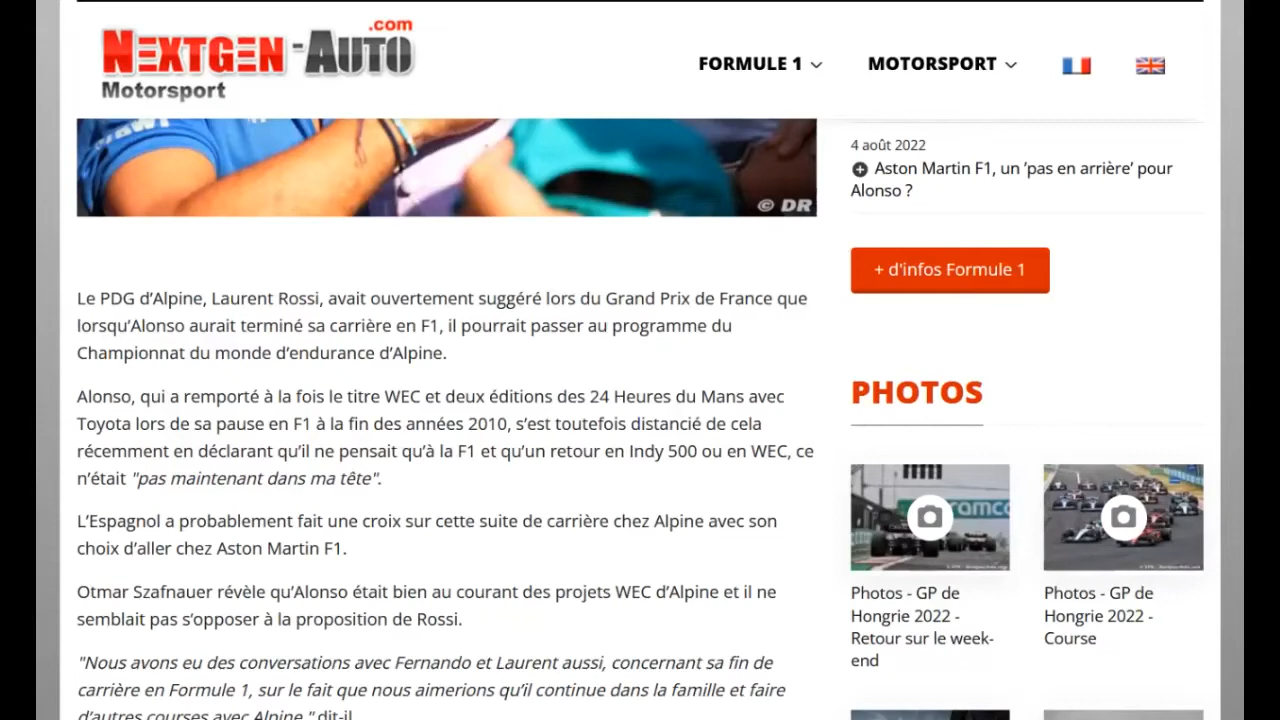 NEXTGEN-AUTO
.com
Motorsport
FORMULE 1
MOTORSPORT
© DR
4 août 2022
Aston Martin F1, un ’pas en arrière’ pour
Alonso ?
+ d'infos Formule 1
Le PDG d’Alpine, Laurent Rossi, avait ouvertement suggéré lors du Grand Prix de France que
lorsqu’Alonso aurait terminé sa carrière en F1, il pourrait passer au programme du
Championnat du monde d’endurance d’Alpine.
Alonso, qui a remporté à la fois le titre WEC et deux éditions des 24 Heures du Mans avec
Toyota lors de sa pause en F1 à la fin des années 2010, s’est toutefois distancié de cela
récemment en déclarant qu’il ne pensait qu’à la F1 et qu’un retour en Indy 500 ou en WEC, ce
n’était "pas maintenant dans ma tête".
L’Espagnol a probablement fait une croix sur cette suite de carrière chez Alpine avec son
choix d’aller chez Aston Martin F1.
Otmar Szafnauer révèle qu’Alonso était bien au courant des projets WEC d’Alpine et il ne
semblait pas s’opposer à la proposition de Rossi.
"Nous avons eu des conversations avec Fernando et Laurent aussi, concernant sa fin de
carrière en Formule 1, sur le fait que nous aimerions qu’il continue dans la famille et faire
d’autres courses avec Alpine," dit-il
PHOTOS
Photos - GP de
Hongrie 2022 -
Retour sur le week-
end
Photos - GP de
Hongrie 2022 -
Course